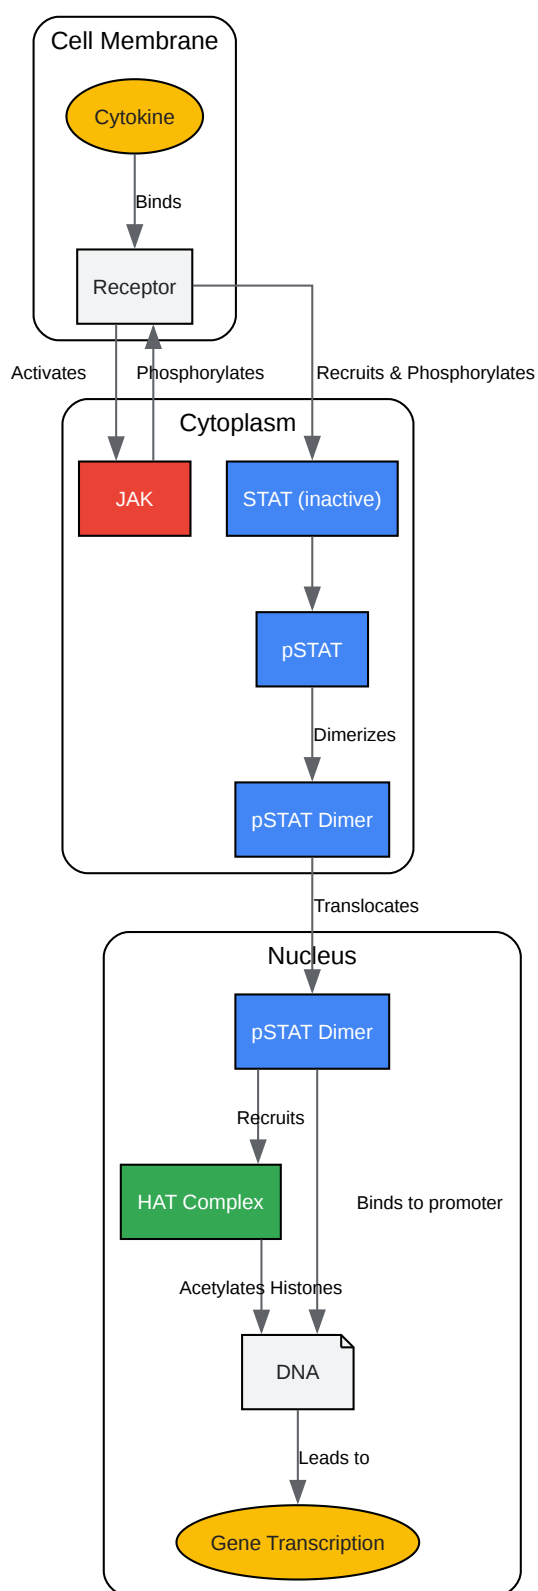 Cell Membrane
Cytokine
Binds
Receptor
Activates
Phosphorylates
Recruits & Phosphorylates
Cytoplasm
JAK
STAT (inactive)
pSTAT
Dimerizes
pSTAT Dimer
Translocates
Nucleus
pSTAT Dimer
Recruits
HAT Complex
Binds to promoter
Acetylates Histones
DNA
Leads to
Gene Transcription